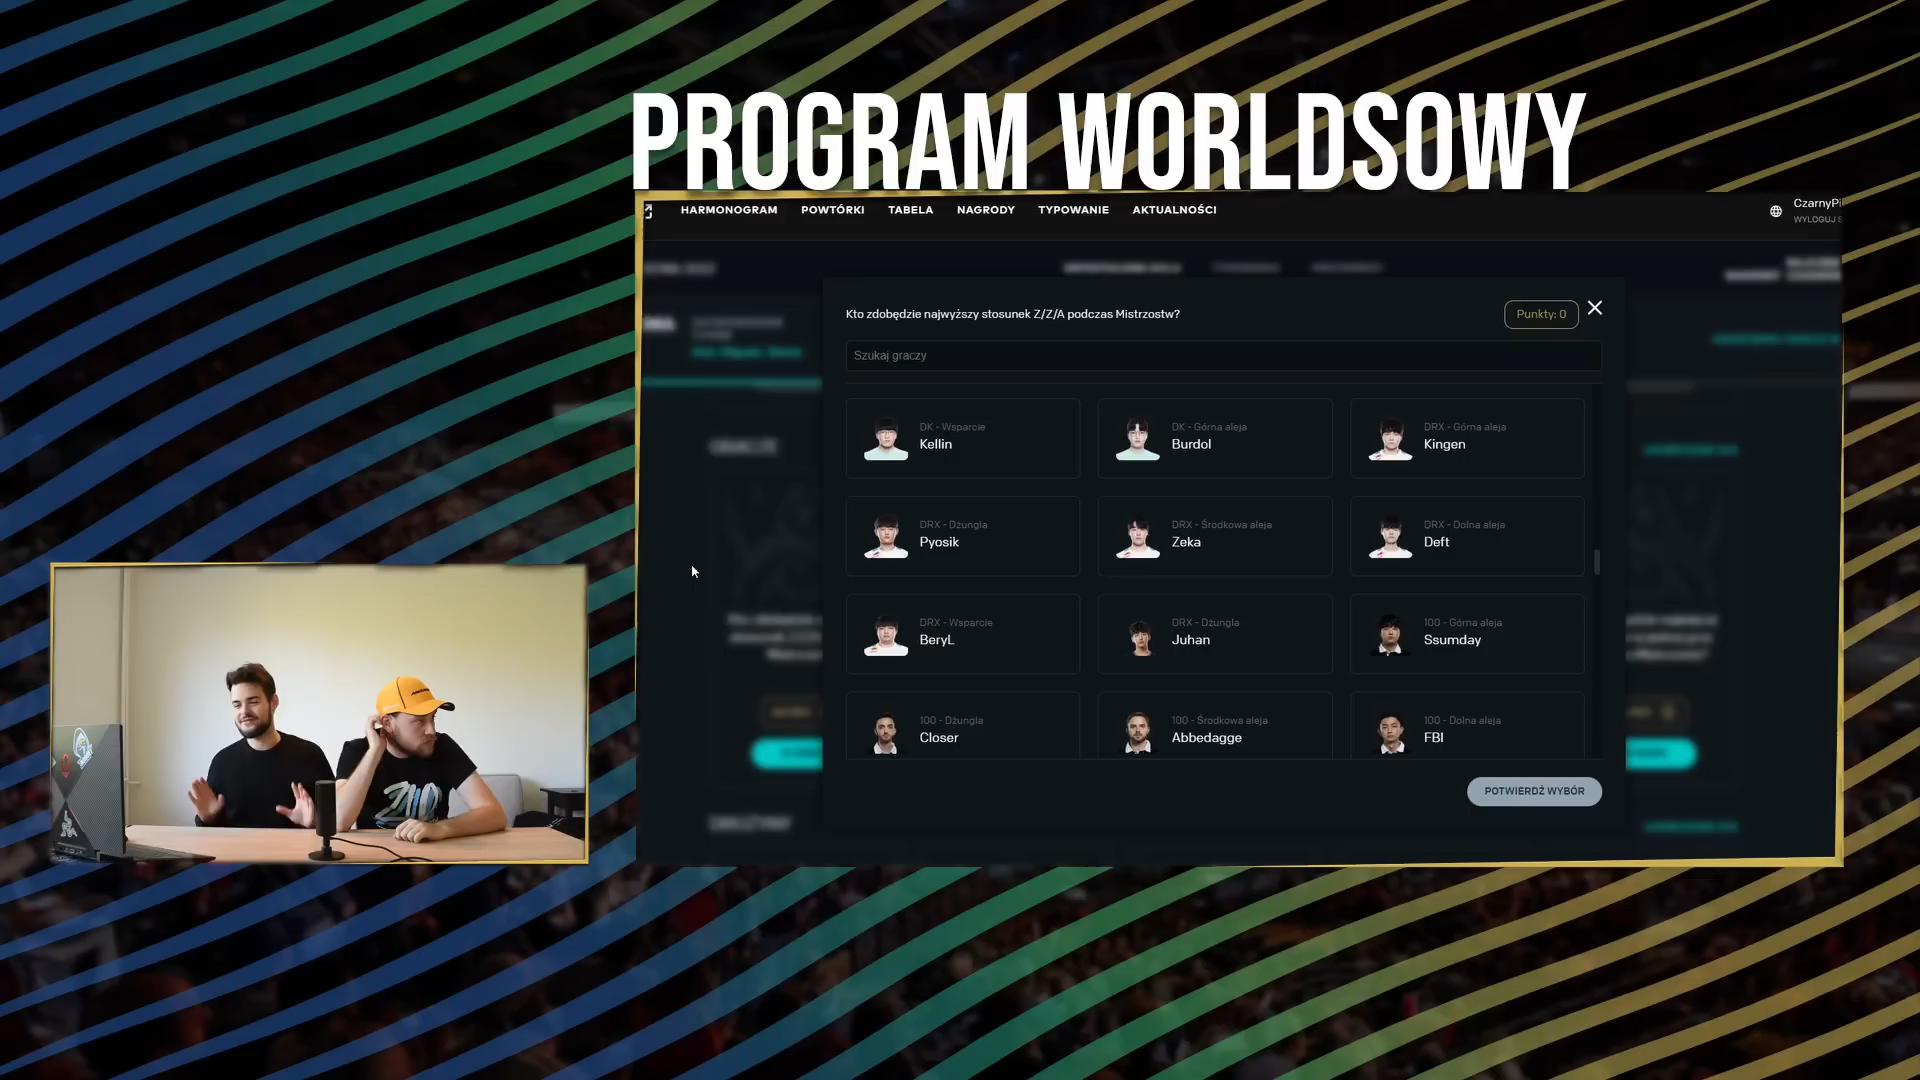 PROGRAM WORLDSOWY
HARMONOGRAM POWTÓRKI TABELA NAGRODY TYPOWANIE AKTUALNOŚCI
CzarnyPi
WYLOGUJ S
Kto zdobędzie najwyższy stosunek Z/Z/A podczas Mistrzostw?
Punkty: 0
Szukaj graczy
DK - Wsparcie
Kellin
DK - Górna aleja
Burdol
DRX - Górna aleja
Kingen
DRX - Dżungla
Pyosik
DRX - Środkowa aleja
Zeka
DRX - Dolna aleja
Deft
DRX - Wsparcie
BeryL
DRX - Dżungla
Juhan
100 - Górna aleja
Ssumday
100 - Dżungla
Closer
100 - Środkowa aleja
Abbedagge
100 - Dolna aleja
FBI
POTWIERDŹ WYBÓR